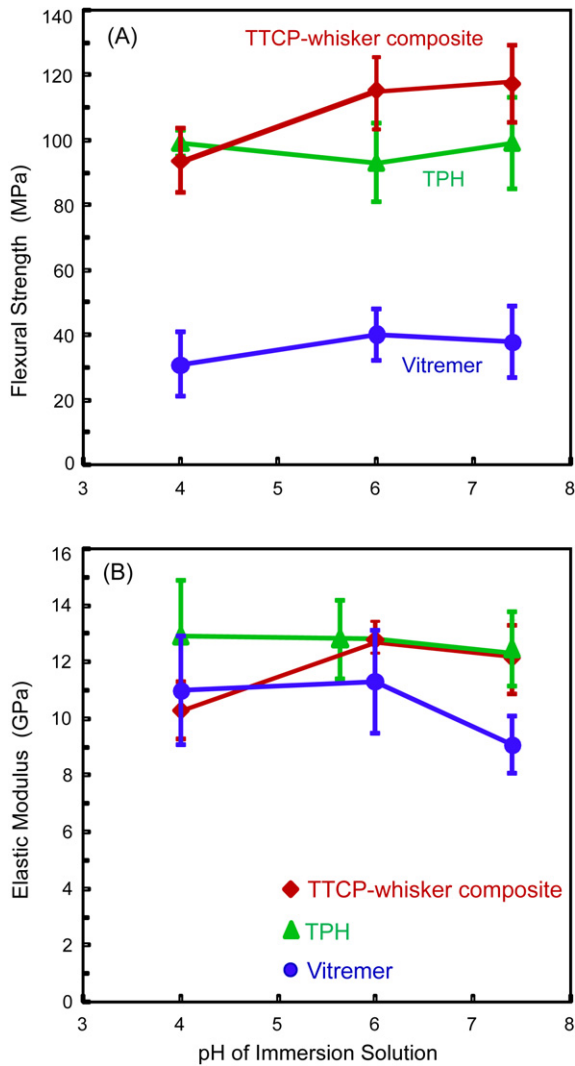 140
(A)
TTCP-whisker composite
120
100
TPH
80
60
40
Vitremer
20
0
Flexural Strength (MPa)
3 4 5 6 7 8
16
(B)
14
12
10
8
6
4
2
0
Elastic Modulus (GPa)
TTCP-whisker composite
TPH
Vitremer
3 4 5 6 7 8
pH of Immersion Solution